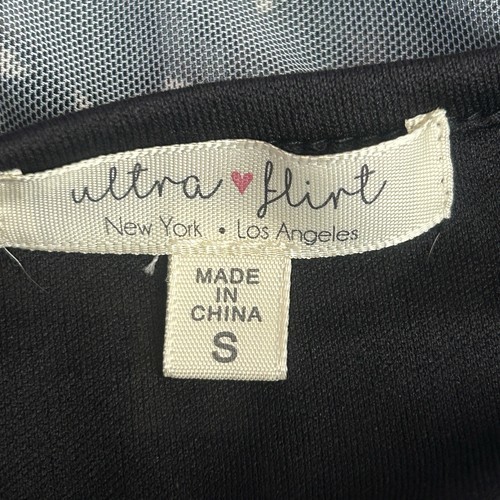 ultra ♥ flirt
New York • Los Angeles
MADE
IN
CHINA
S